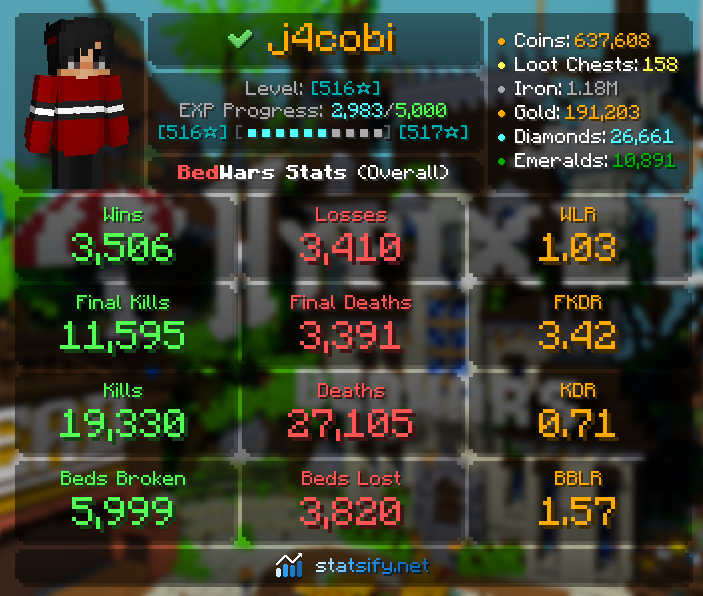 ✔ j4cobi
Level: [516☆]
EXP Progress: 2,983/5,000
[516☆] [■■■■■■■■■■] [517☆]
BedWars Stats (Overall)
• Coins: 637,608
• Loot Chests: 158
• Iron: 1.18M
• Gold: 191,203
• Diamonds: 26,661
• Emeralds: 10,891
Wins
3,506
Losses
3,410
WLR
1.03
Final Kills
11,595
Final Deaths
3,391
FKDR
3.42
Kills
19,330
Deaths
27,105
KDR
0.71
Beds Broken
5,999
Beds Lost
3,820
BBLR
1.57
statsify.net